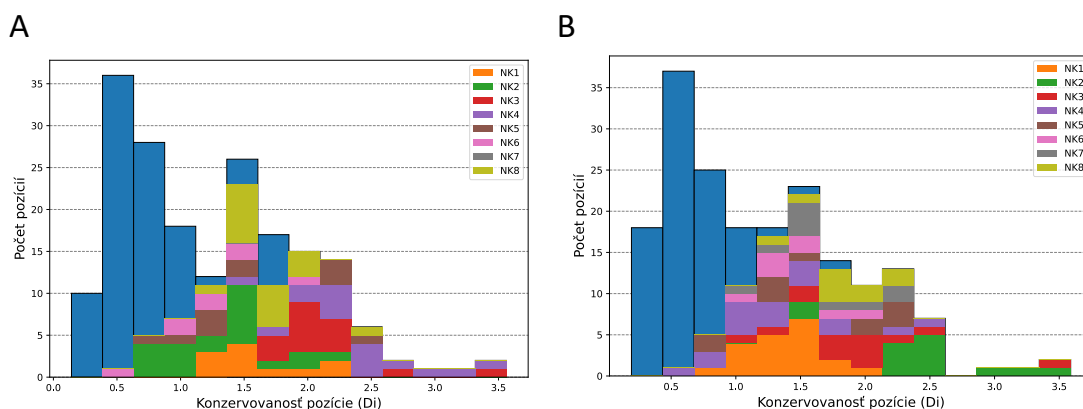 A
B
Počet pozícií
35
30
25
20
15
10
5
0
0.0 0.5 1.0 1.5 2.0 2.5 3.0 3.5
Konzervovanosť pozície (Di)
NK1
NK2
NK3
NK4
NK5
NK6
NK7
NK8
Počet pozícií
35
30
25
20
15
10
5
0
0.5 1.0 1.5 2.0 2.5 3.0 3.5
Konzervovanosť pozície (Di)
NK1
NK2
NK3
NK4
NK5
NK6
NK7
NK8